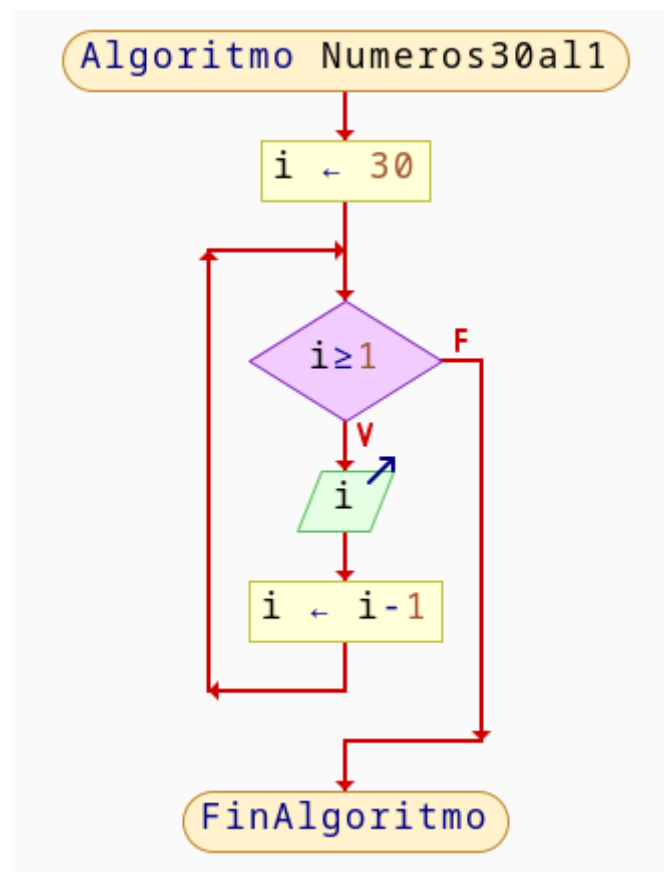 Algoritmo Numeros30al1
i ← 30
i≥1
F
V
i
i ← i-1
FinAlgoritmo